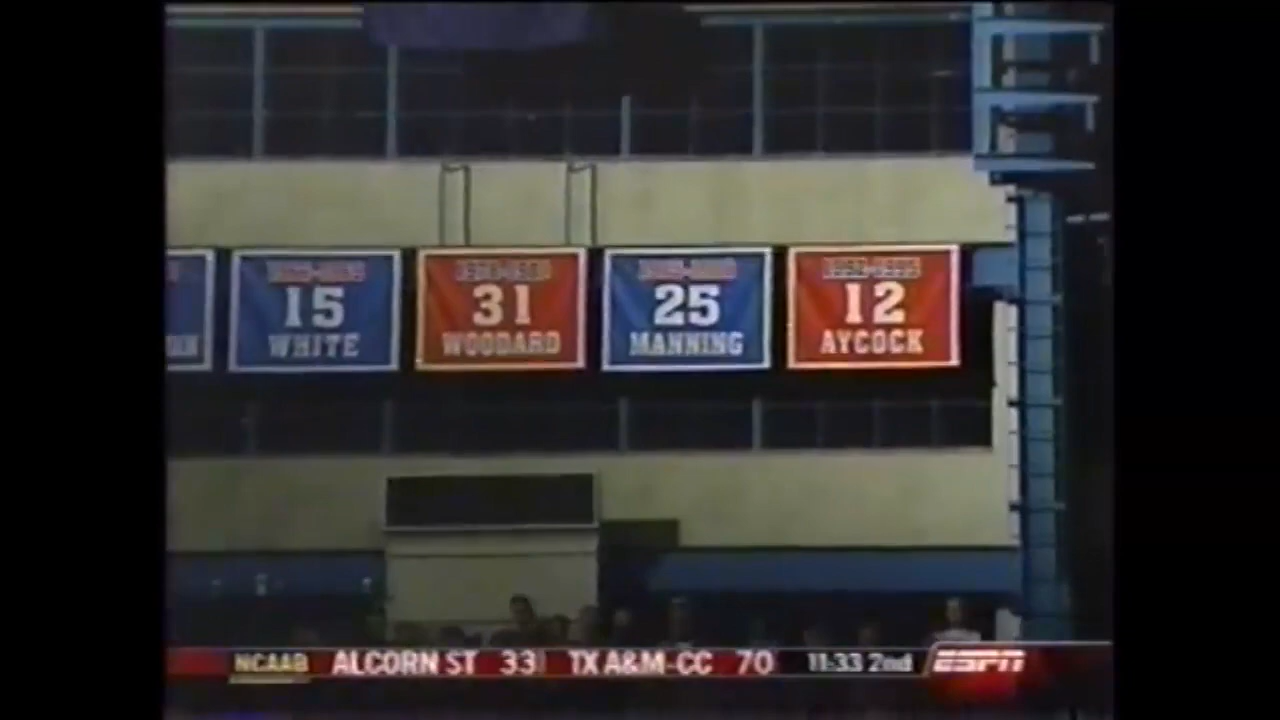 15
WHITE
31
WOODARD
25
MANNING
12
AYCOCK
NCAAB ALCORN ST 33 TX A&M-CC 70 11:33 2nd ESPN